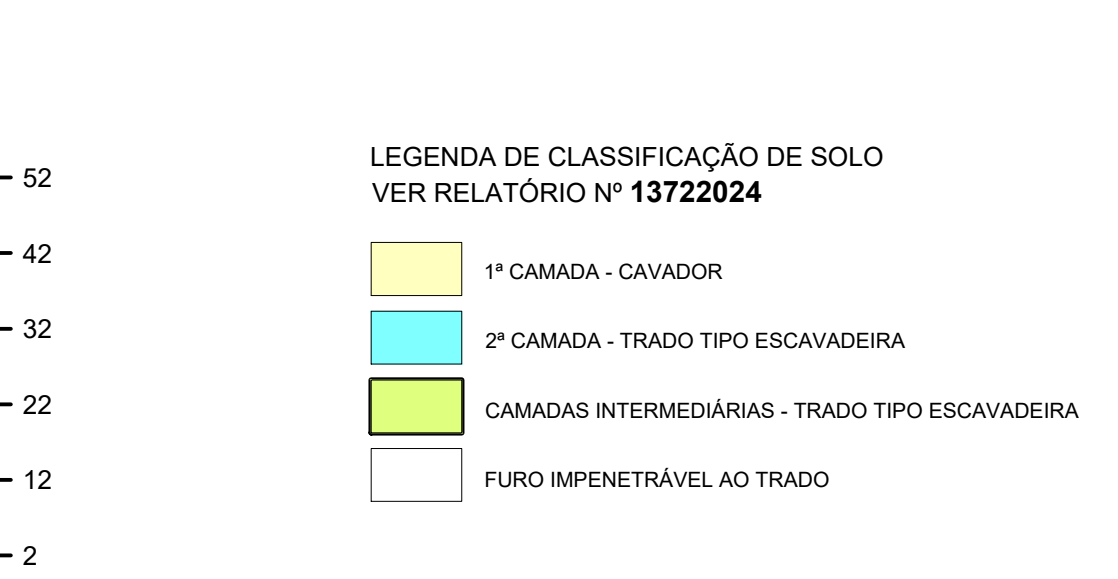 LEGENDA DE CLASSIFICAÇÃO DE SOLO
VER RELATÓRIO Nº 13722024
52
42
1ª CAMADA - CAVADOR
32
2ª CAMADA - TRADO TIPO ESCAVADEIRA
22
CAMADAS INTERMEDIÁRIAS - TRADO TIPO ESCAVADEIRA
12
FURO IMPENETRÁVEL AO TRADO
2